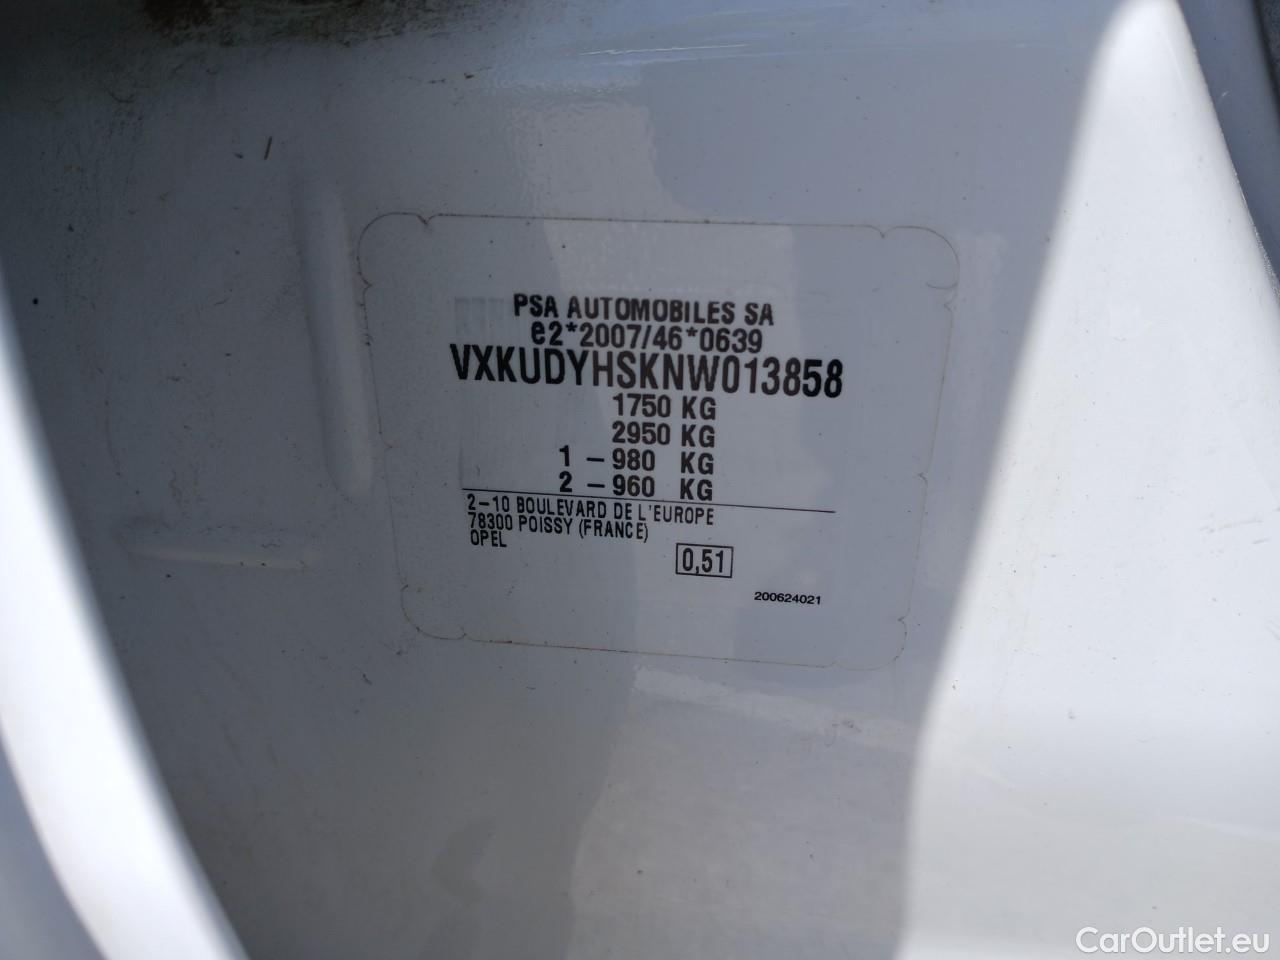 PSA AUTOMOBILES SA
e2*2007/46*0639
VXKUDYHSKNW013858
1750 KG
2950 KG
1 – 980 KG
2 – 960 KG
2–10 BOULEVARD DE L'EUROPE
78300 POISSY (FRANCE)
OPEL
0,51
200624021
CarOutlet.eu